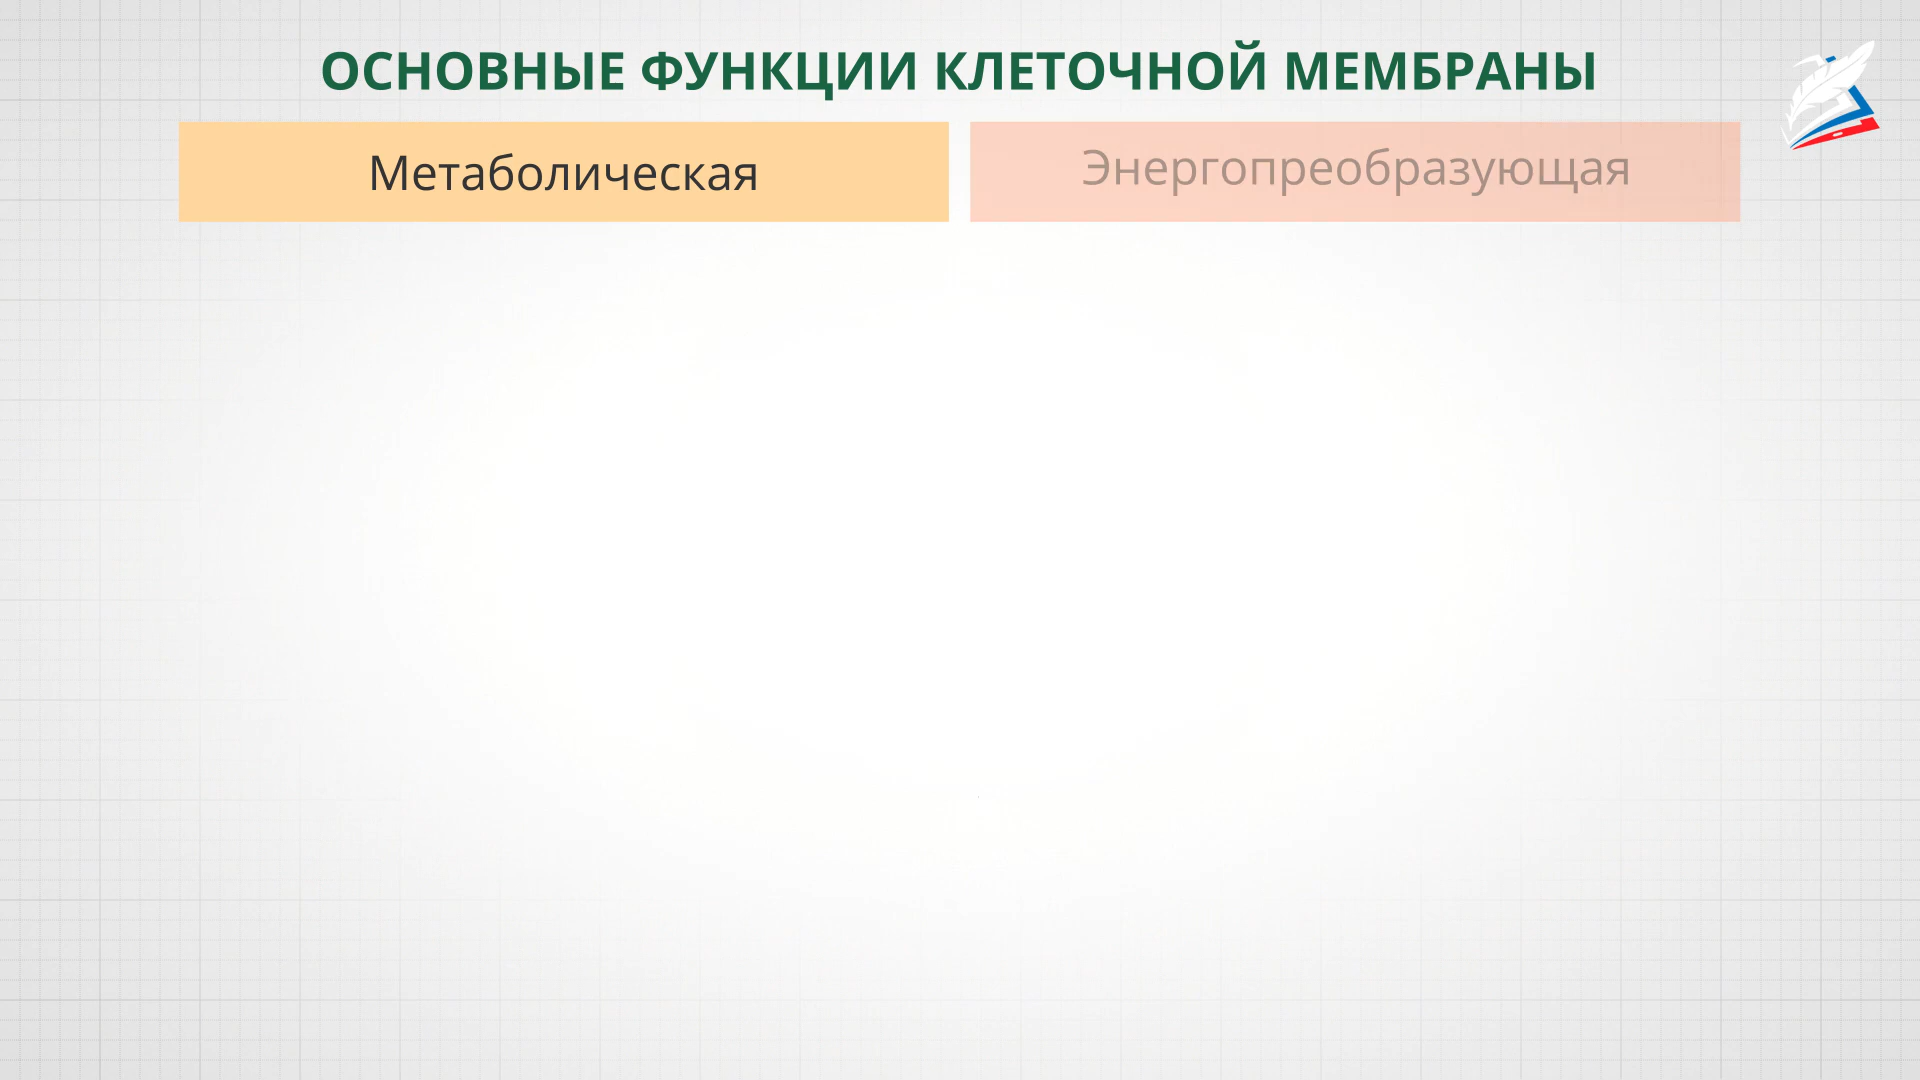 ОСНОВНЫЕ ФУНКЦИИ КЛЕТОЧНОЙ МЕМБРАНЫ
Метаболическая
Энергопреобразующая